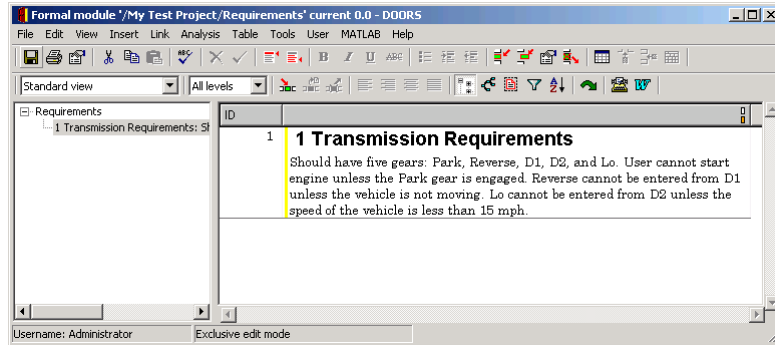 Formal module '/My Test Project/Requirements' current 0.0 - DOORS
File Edit View Insert Link Analysis Table Tools User MATLAB Help
B I U ABC
Standard view All levels
Requirements
1 Transmission Requirements: Sh
ID
1 1 Transmission Requirements
Should have five gears: Park, Reverse, D1, D2, and Lo. User cannot start
engine unless the Park gear is engaged. Reverse cannot be entered from D1
unless the vehicle is not moving. Lo cannot be entered from D2 unless the
speed of the vehicle is less than 15 mph.
Username: Administrator Exclusive edit mode